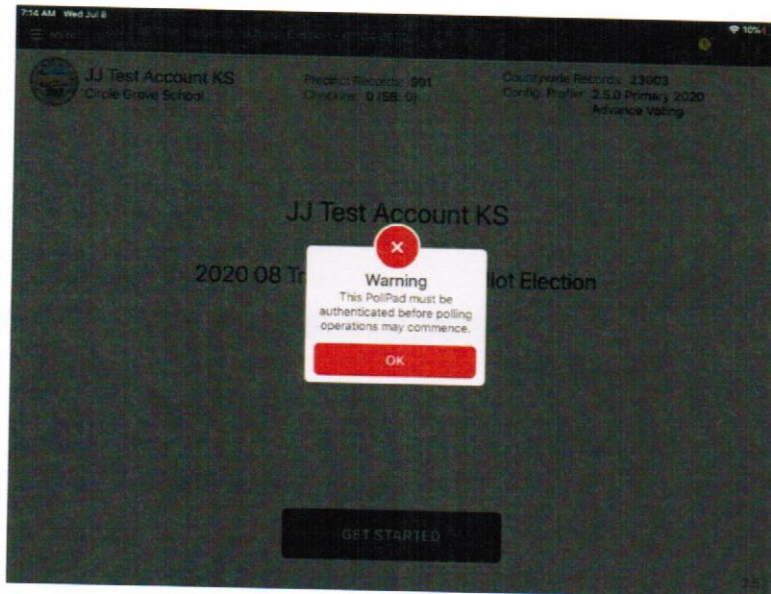 7:14 AM Wed Jul 8
10%
JJ Test Account KS
Circle Grove School
Precinct Records: 991
Checkins: 0 (SB: 0)
Countywide Records: 23903
Config. Profile: 2.5.0 Primary 2020
Advance Voting
JJ Test Account KS
2020 08 Tr
llot Election
Warning
This PollPad must be
authenticated before polling
operations may commence.
OK
GET STARTED